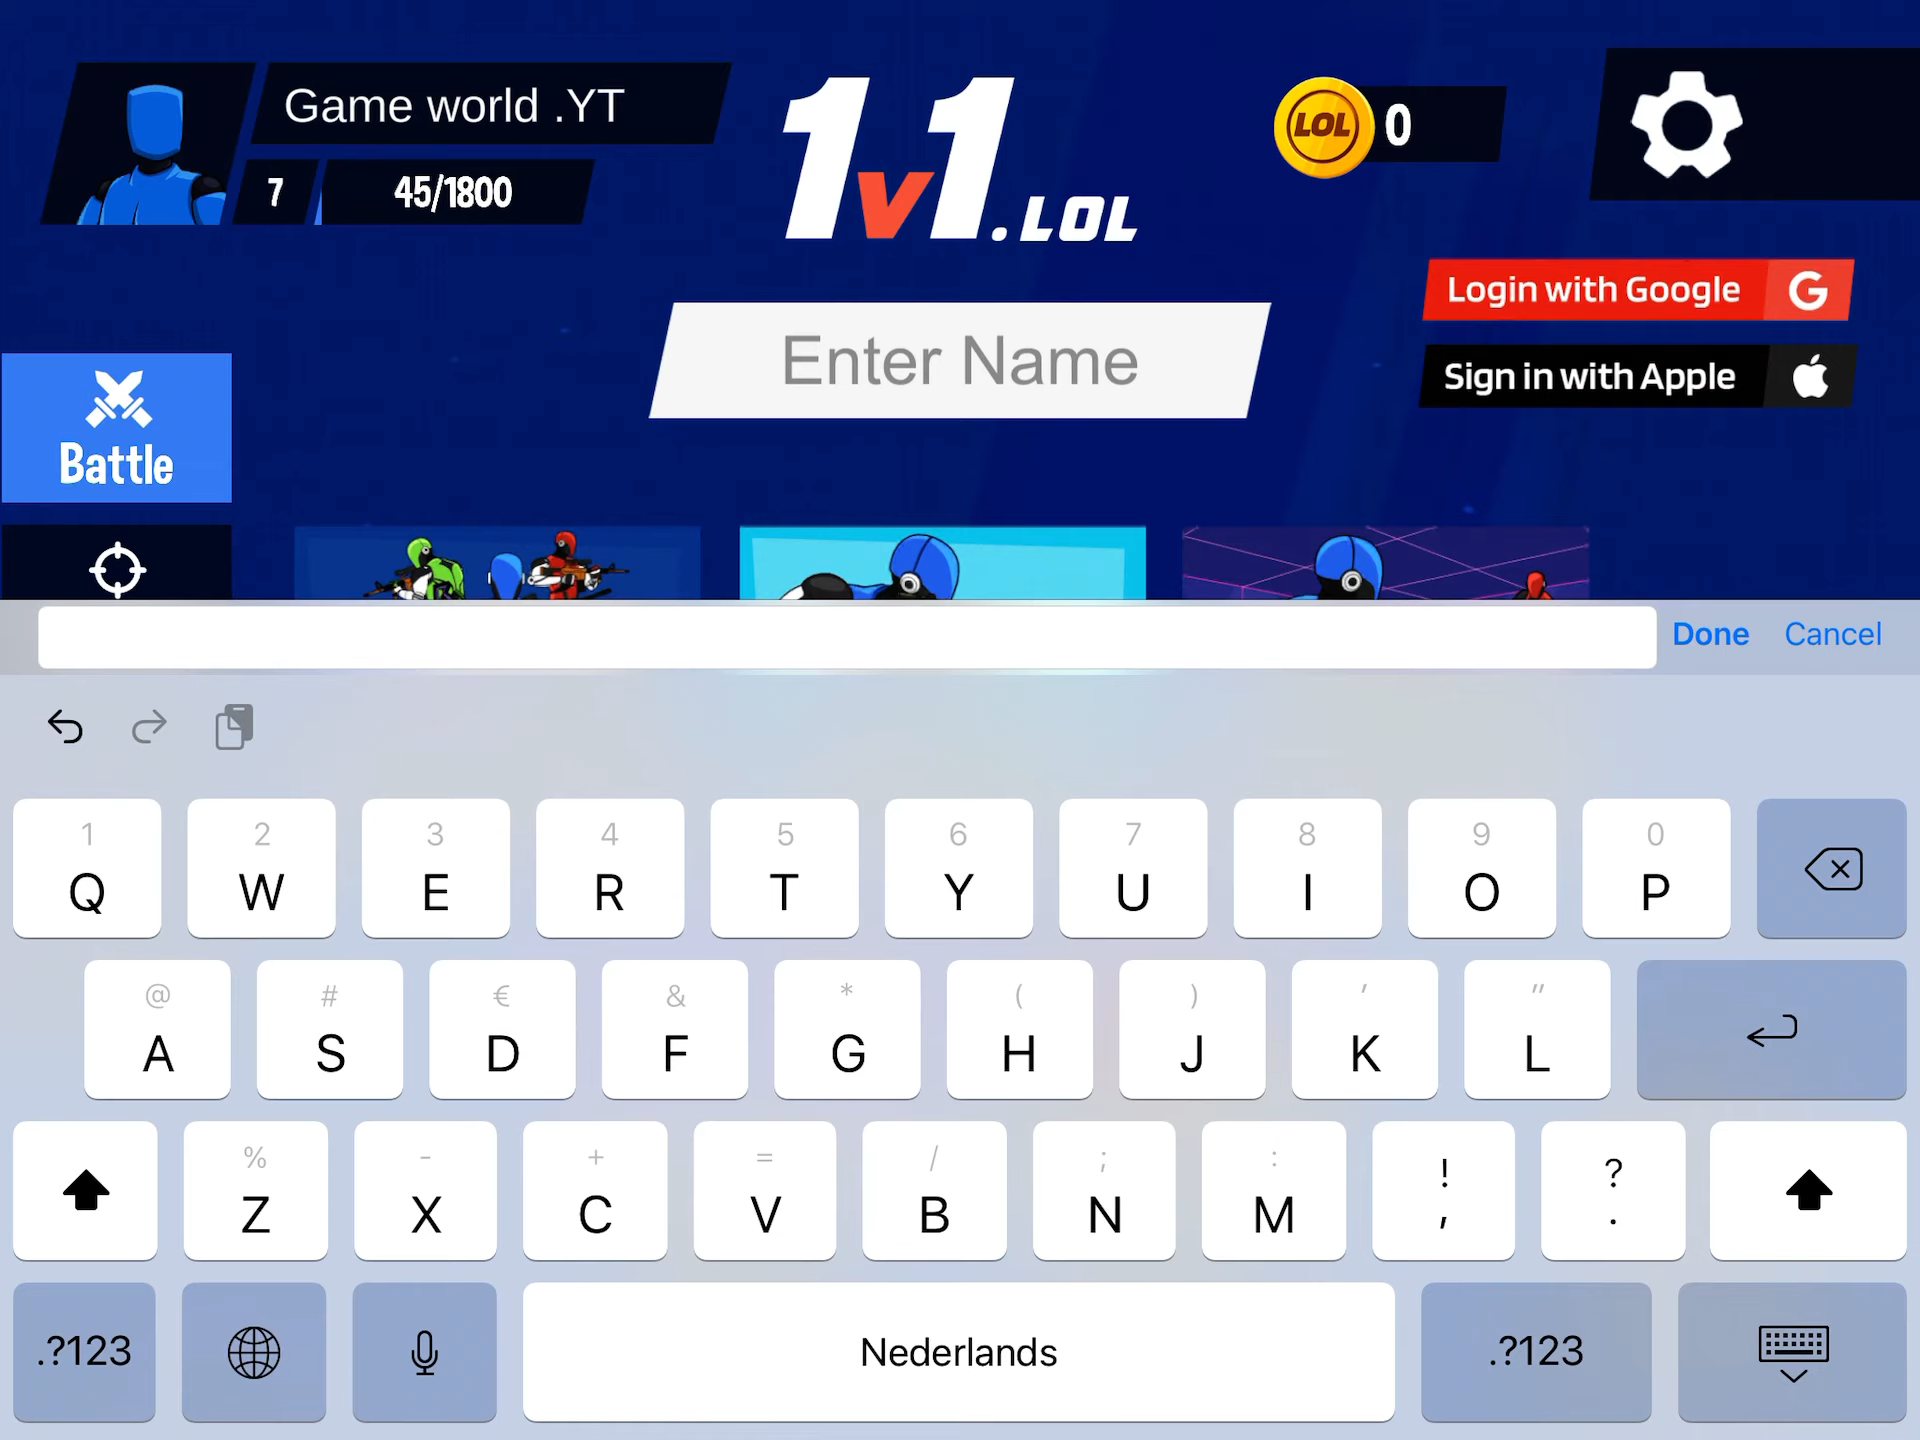 Game world .YT
7
45/1800
1v1.LOL
LOL
0
Login with Google G
Sign in with Apple
Enter Name
Battle
Done
Cancel
1 2 3 4 5 6 7 8 9 0
Q W E R T Y U I O P
@ # € & * ( ) ' "
A S D F G H J K L
% - + = / ; : ! ?
Z X C V B N M , .
.?123
Nederlands
.?123